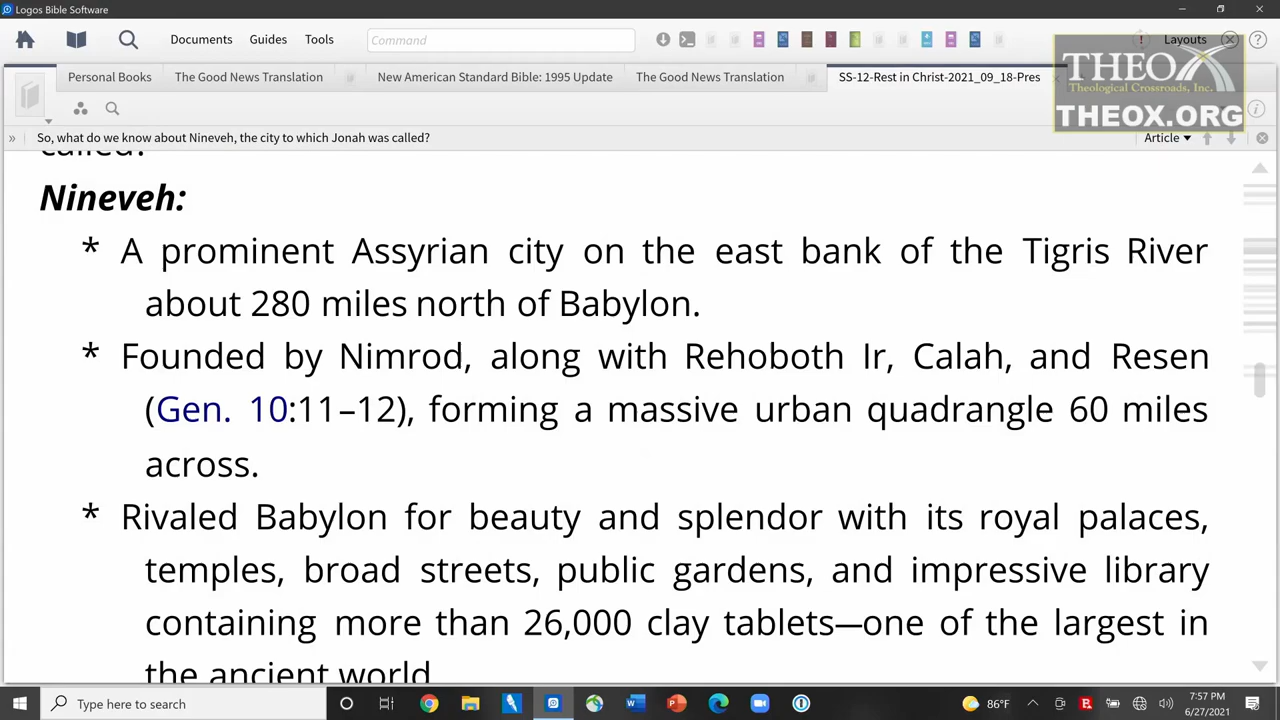 Logos Bible Software
Documents Guides Tools Command Layouts
Personal Books The Good News Translation New American Standard Bible: 1995 Update The Good News Translation SS-12-Rest in Christ-2021_09_18-Pres
THEOX
Theological Crossroads, Inc.
THEOX.ORG
» So, what do we know about Nineveh, the city to which Jonah was called? Article
called?
Nineveh:
* A prominent Assyrian city on the east bank of the Tigris River
about 280 miles north of Babylon.
* Founded by Nimrod, along with Rehoboth Ir, Calah, and Resen
(Gen. 10:11–12), forming a massive urban quadrangle 60 miles
across.
* Rivaled Babylon for beauty and splendor with its royal palaces,
temples, broad streets, public gardens, and impressive library
containing more than 26,000 clay tablets—one of the largest in
the ancient world
Type here to search 86°F 7:57 PM
6/27/2021